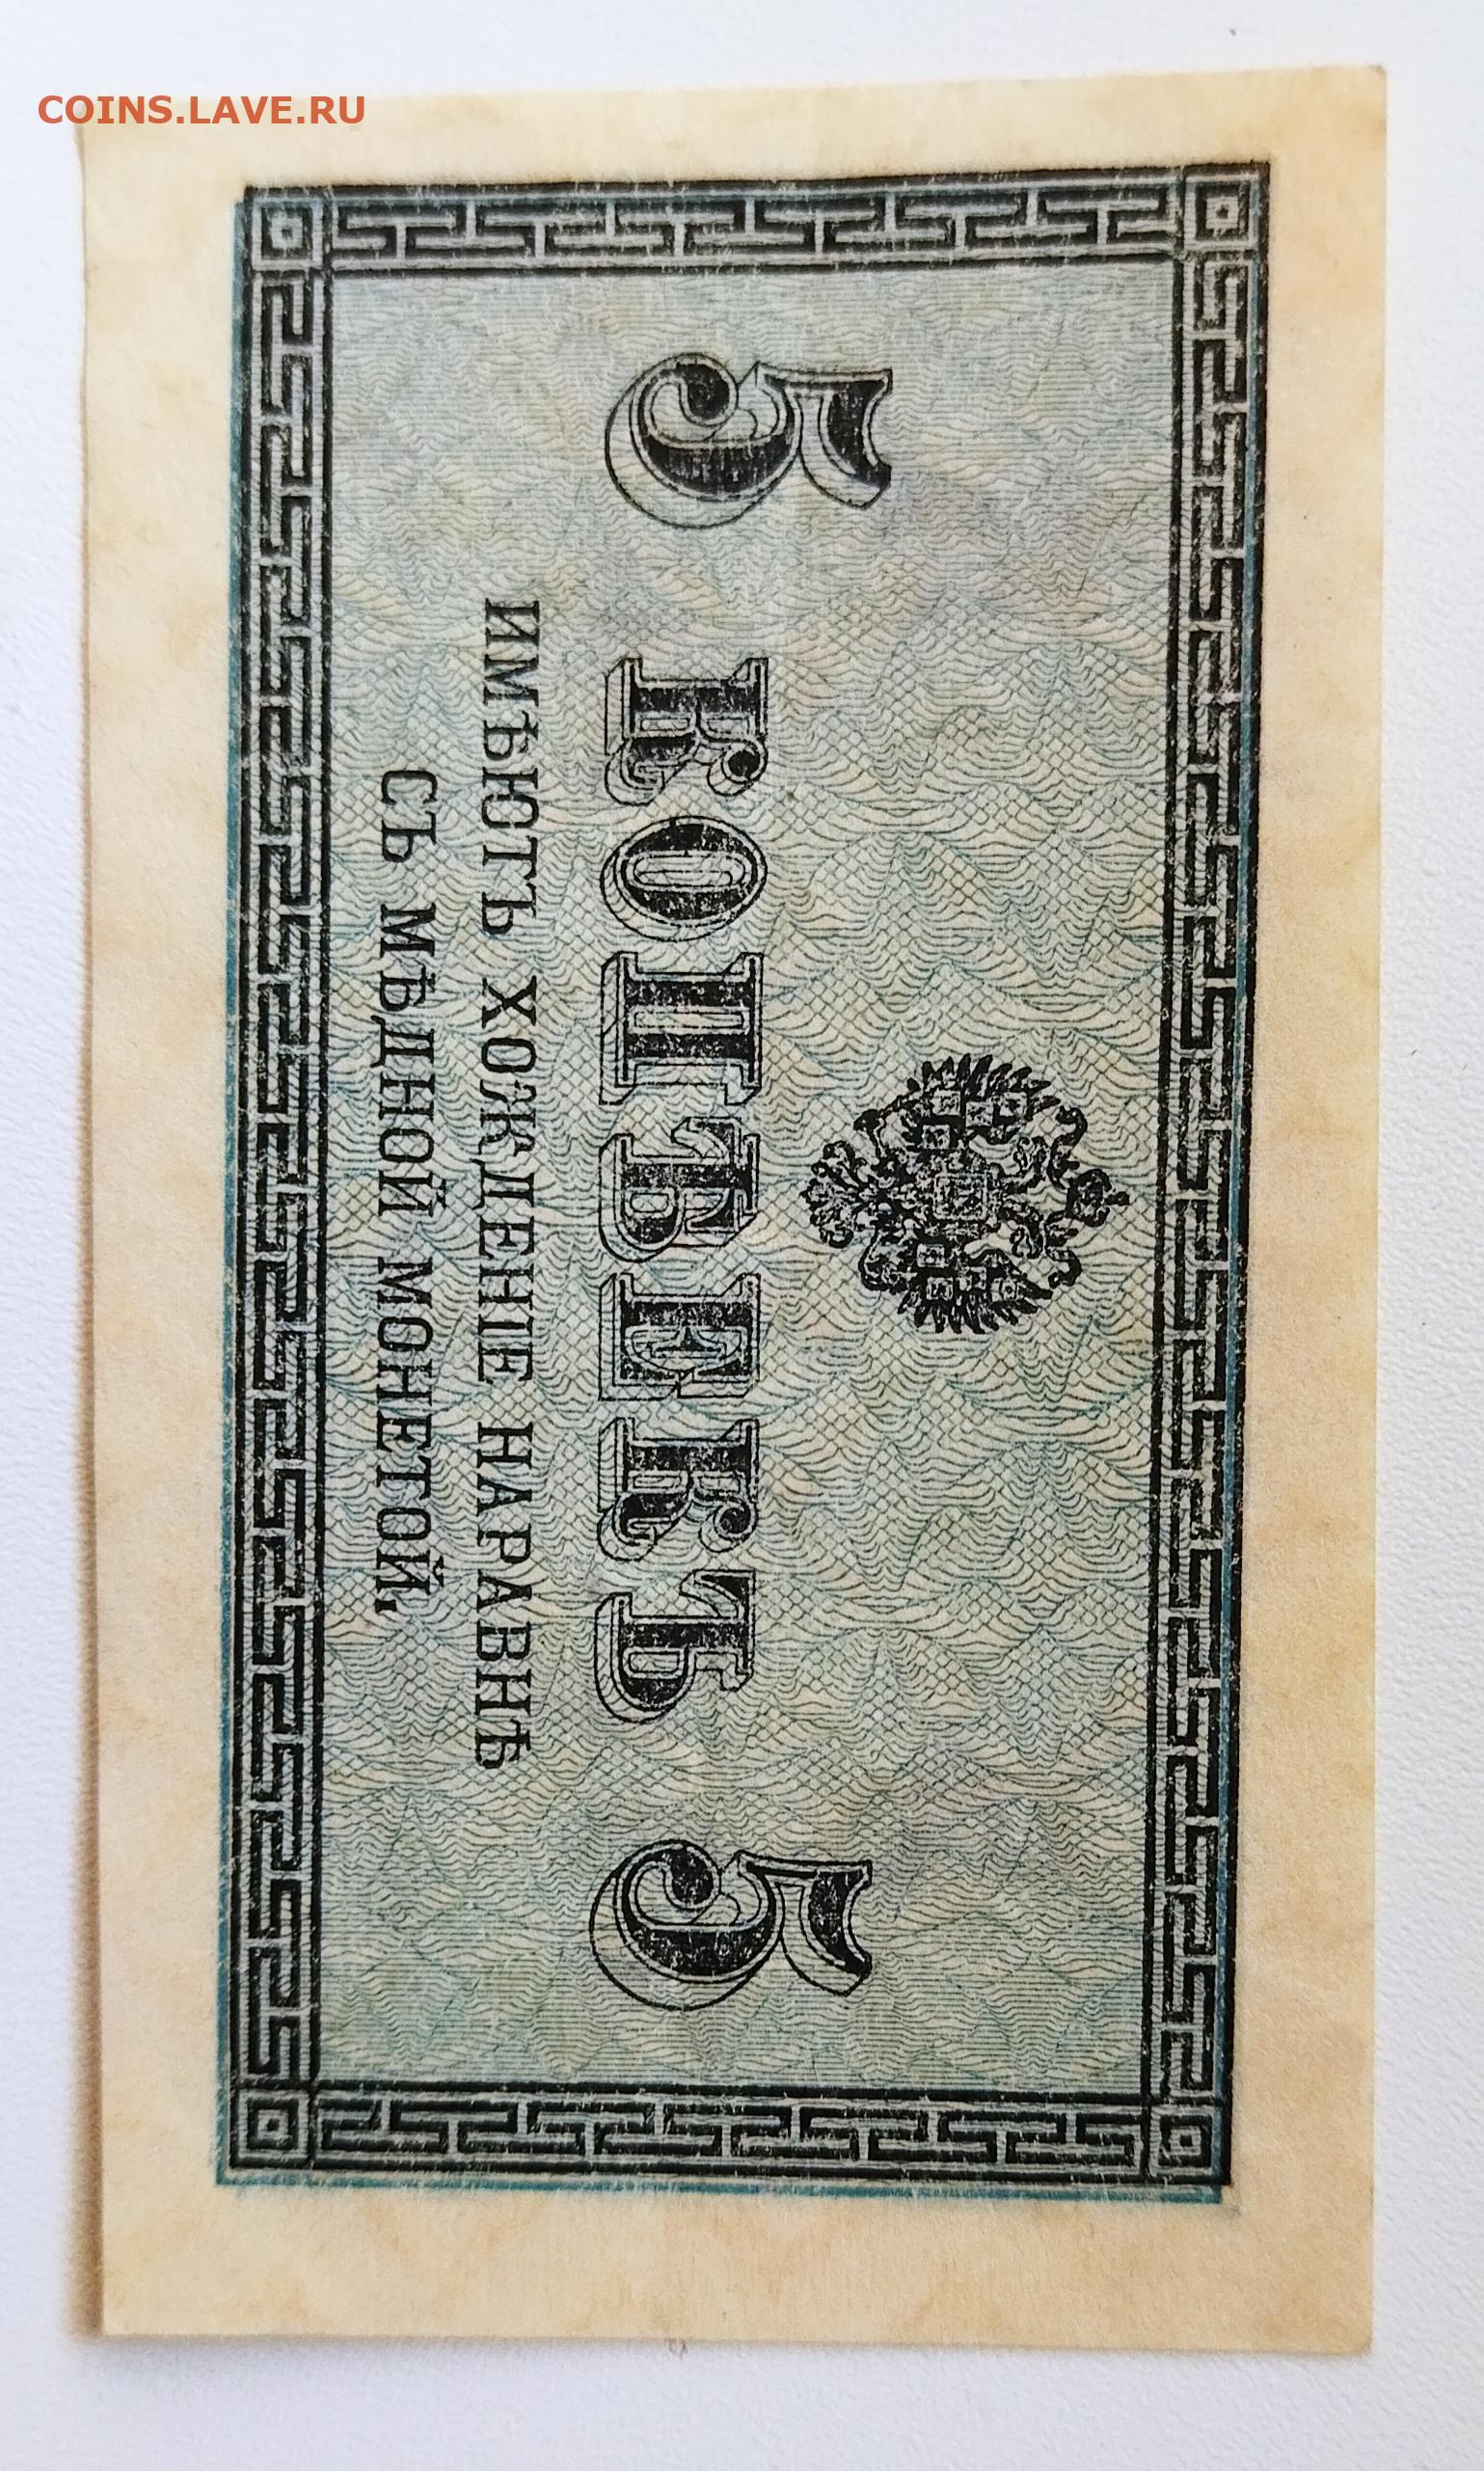 COINS.LAVE.RU
5 КОПѢЕКЪ 5
ИМѢЮТЪ ХОЖДЕНІЕ НАРАВНѢ
СЪ МѢДНОЙ МОНЕТОЙ.